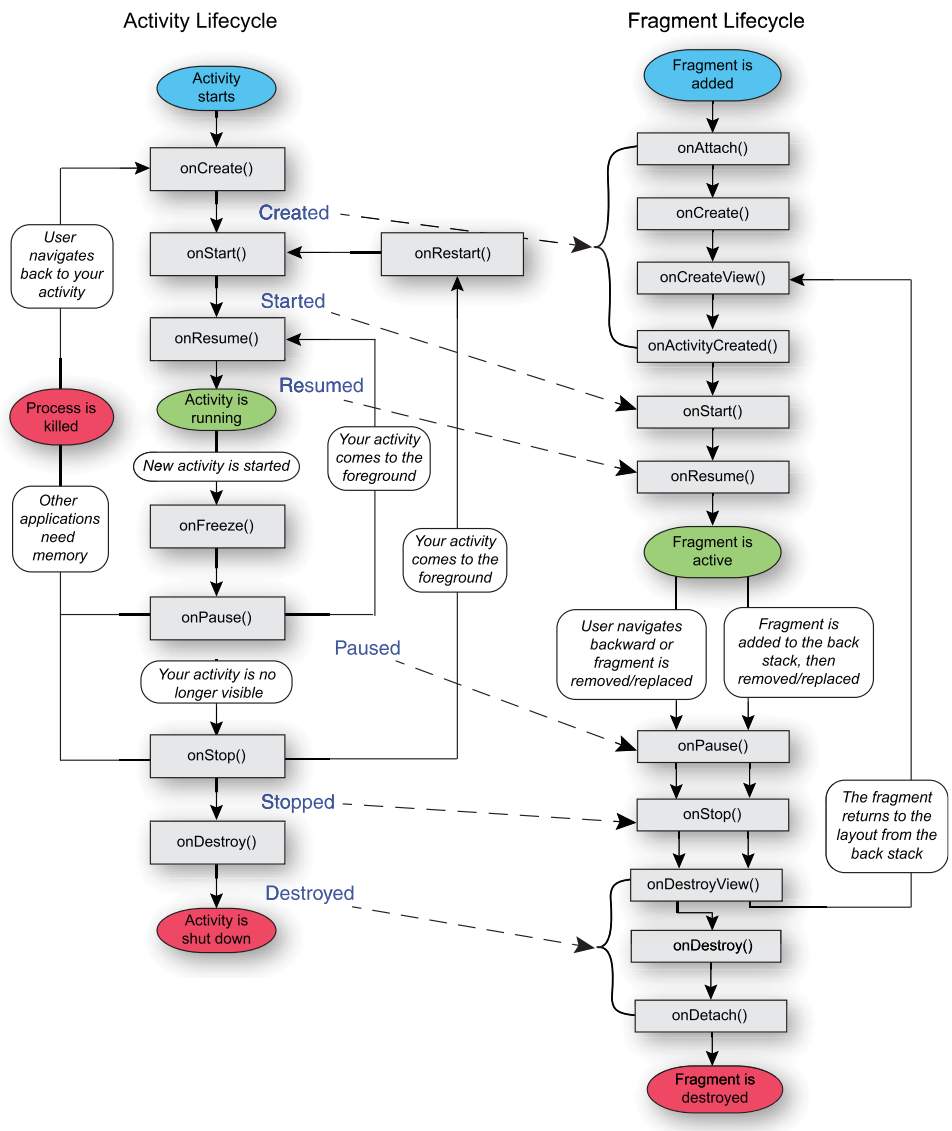 Activity Lifecycle
Activity
starts
onCreate()
User
navigates
back to your
activity
Created
onStart()
onRestart()
Started
onResume()
Resumed
Process is
killed
Activity is
running
Your activity
comes to the
foreground
New activity is started
Other
applications
need
memory
onFreeze()
Your activity
comes to the
foreground
onPause()
Paused
Your activity is no
longer visible
onStop()
Stopped
onDestroy()
Destroyed
Activity is
shut down
Fragment Lifecycle
Fragment is
added
onAttach()
onCreate()
onCreateView()
onActivityCreated()
onStart()
onResume()
Fragment is
active
User navigates
backward or
fragment is
removed/replaced
Fragment is
added to the back
stack, then
removed/replaced
onPause()
onStop()
The fragment
returns to the
layout from the
back stack
onDestroyView()
onDestroy()
onDetach()
Fragment is
destroyed